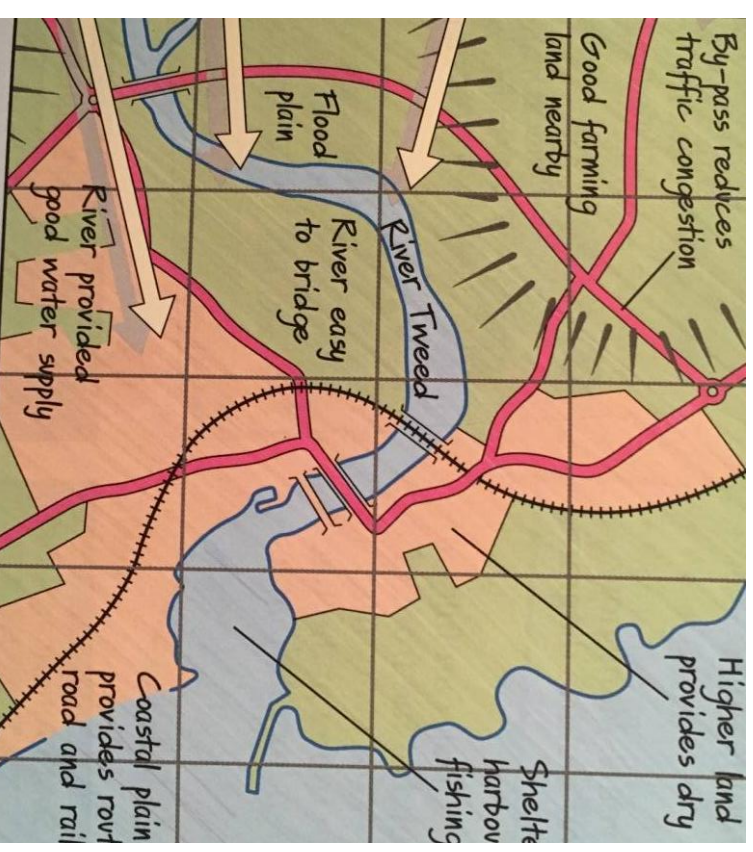 By-pass reduces
traffic congestion
Higher land
provides dry
Good farming
land nearby
Shelte
harbou
fishing
River Tweed
Flood
plain
River easy
to bridge
River provided
good water supply
Coastal plain
provides rout
road and rail